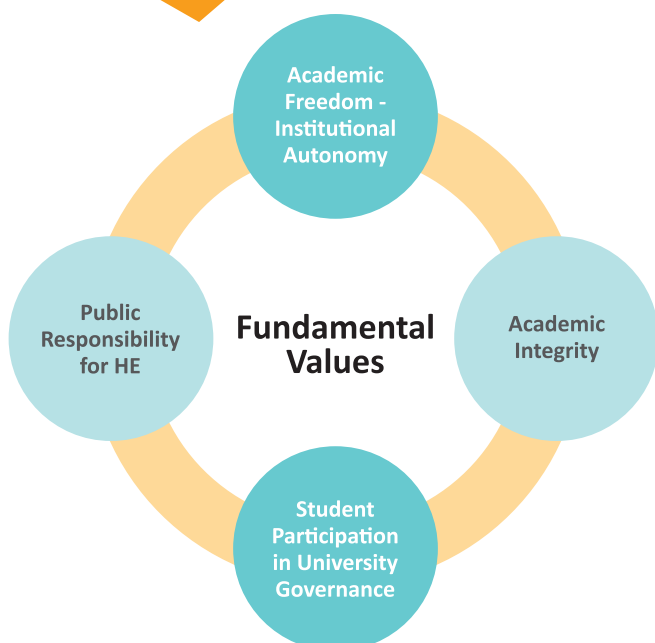 Academic
Freedom -
Institutional
Autonomy
Public
Responsibility
for HE
Fundamental
Values
Academic
Integrity
Student
Participation
in University
Governance